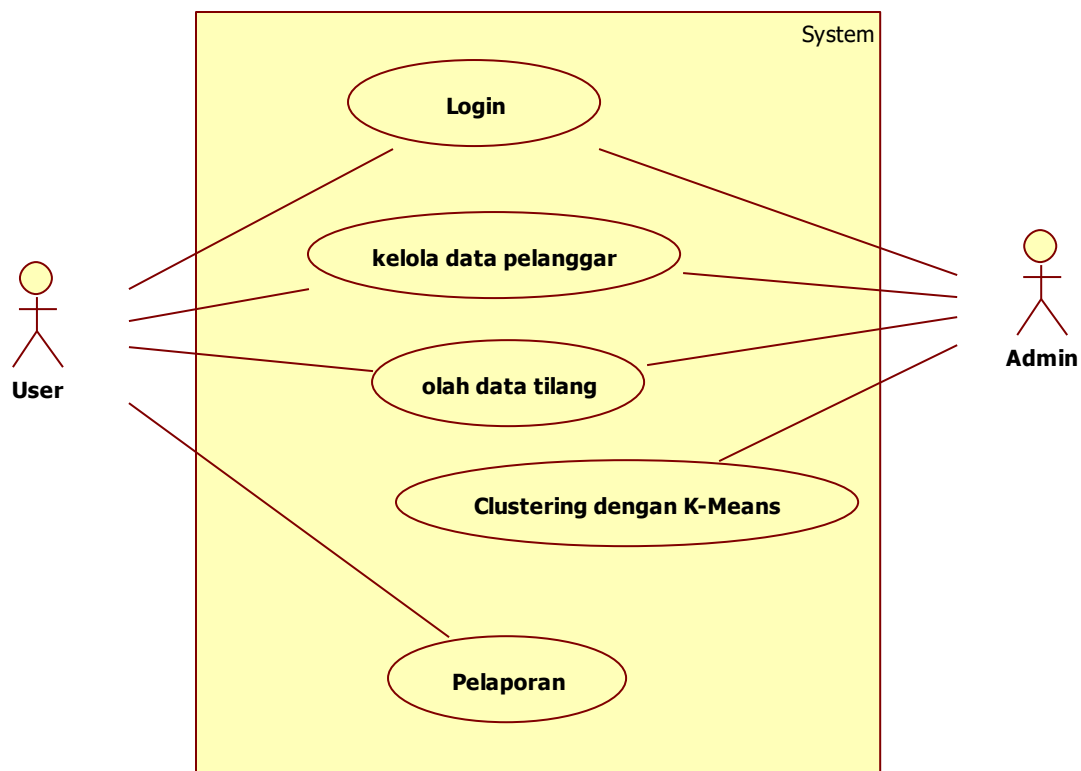 System
Login
kelola data pelanggar
olah data tilang
User
Admin
Clustering dengan K-Means
Pelaporan